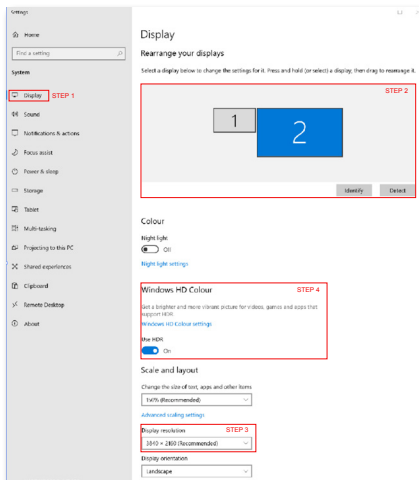 Settings
Home
Find a setting
System
Display STEP 1
Sound
Notifications & actions
Focus assist
Power & sleep
Storage
Tablet
Multi-tasking
Projecting to this PC
Shared experiences
Clipboard
Remote Desktop
About
Display
Rearrange your displays
Select a display below to change the settings for it. Press and hold (or select) a display, then drag to rearrange it.
STEP 2
1
2
Identify Detect
Colour
Night light
Off
Night light settings
Windows HD Colour STEP 4
Get a brighter and more vibrant picture for videos, games and apps that
support HDR.
Windows HD Colour settings
Use HDR
On
Scale and layout
Change the size of text, apps and other items
150% (Recommended)
Advanced scaling settings
Display resolution STEP 3
3840 × 2160 (Recommended)
Display orientation
Landscape